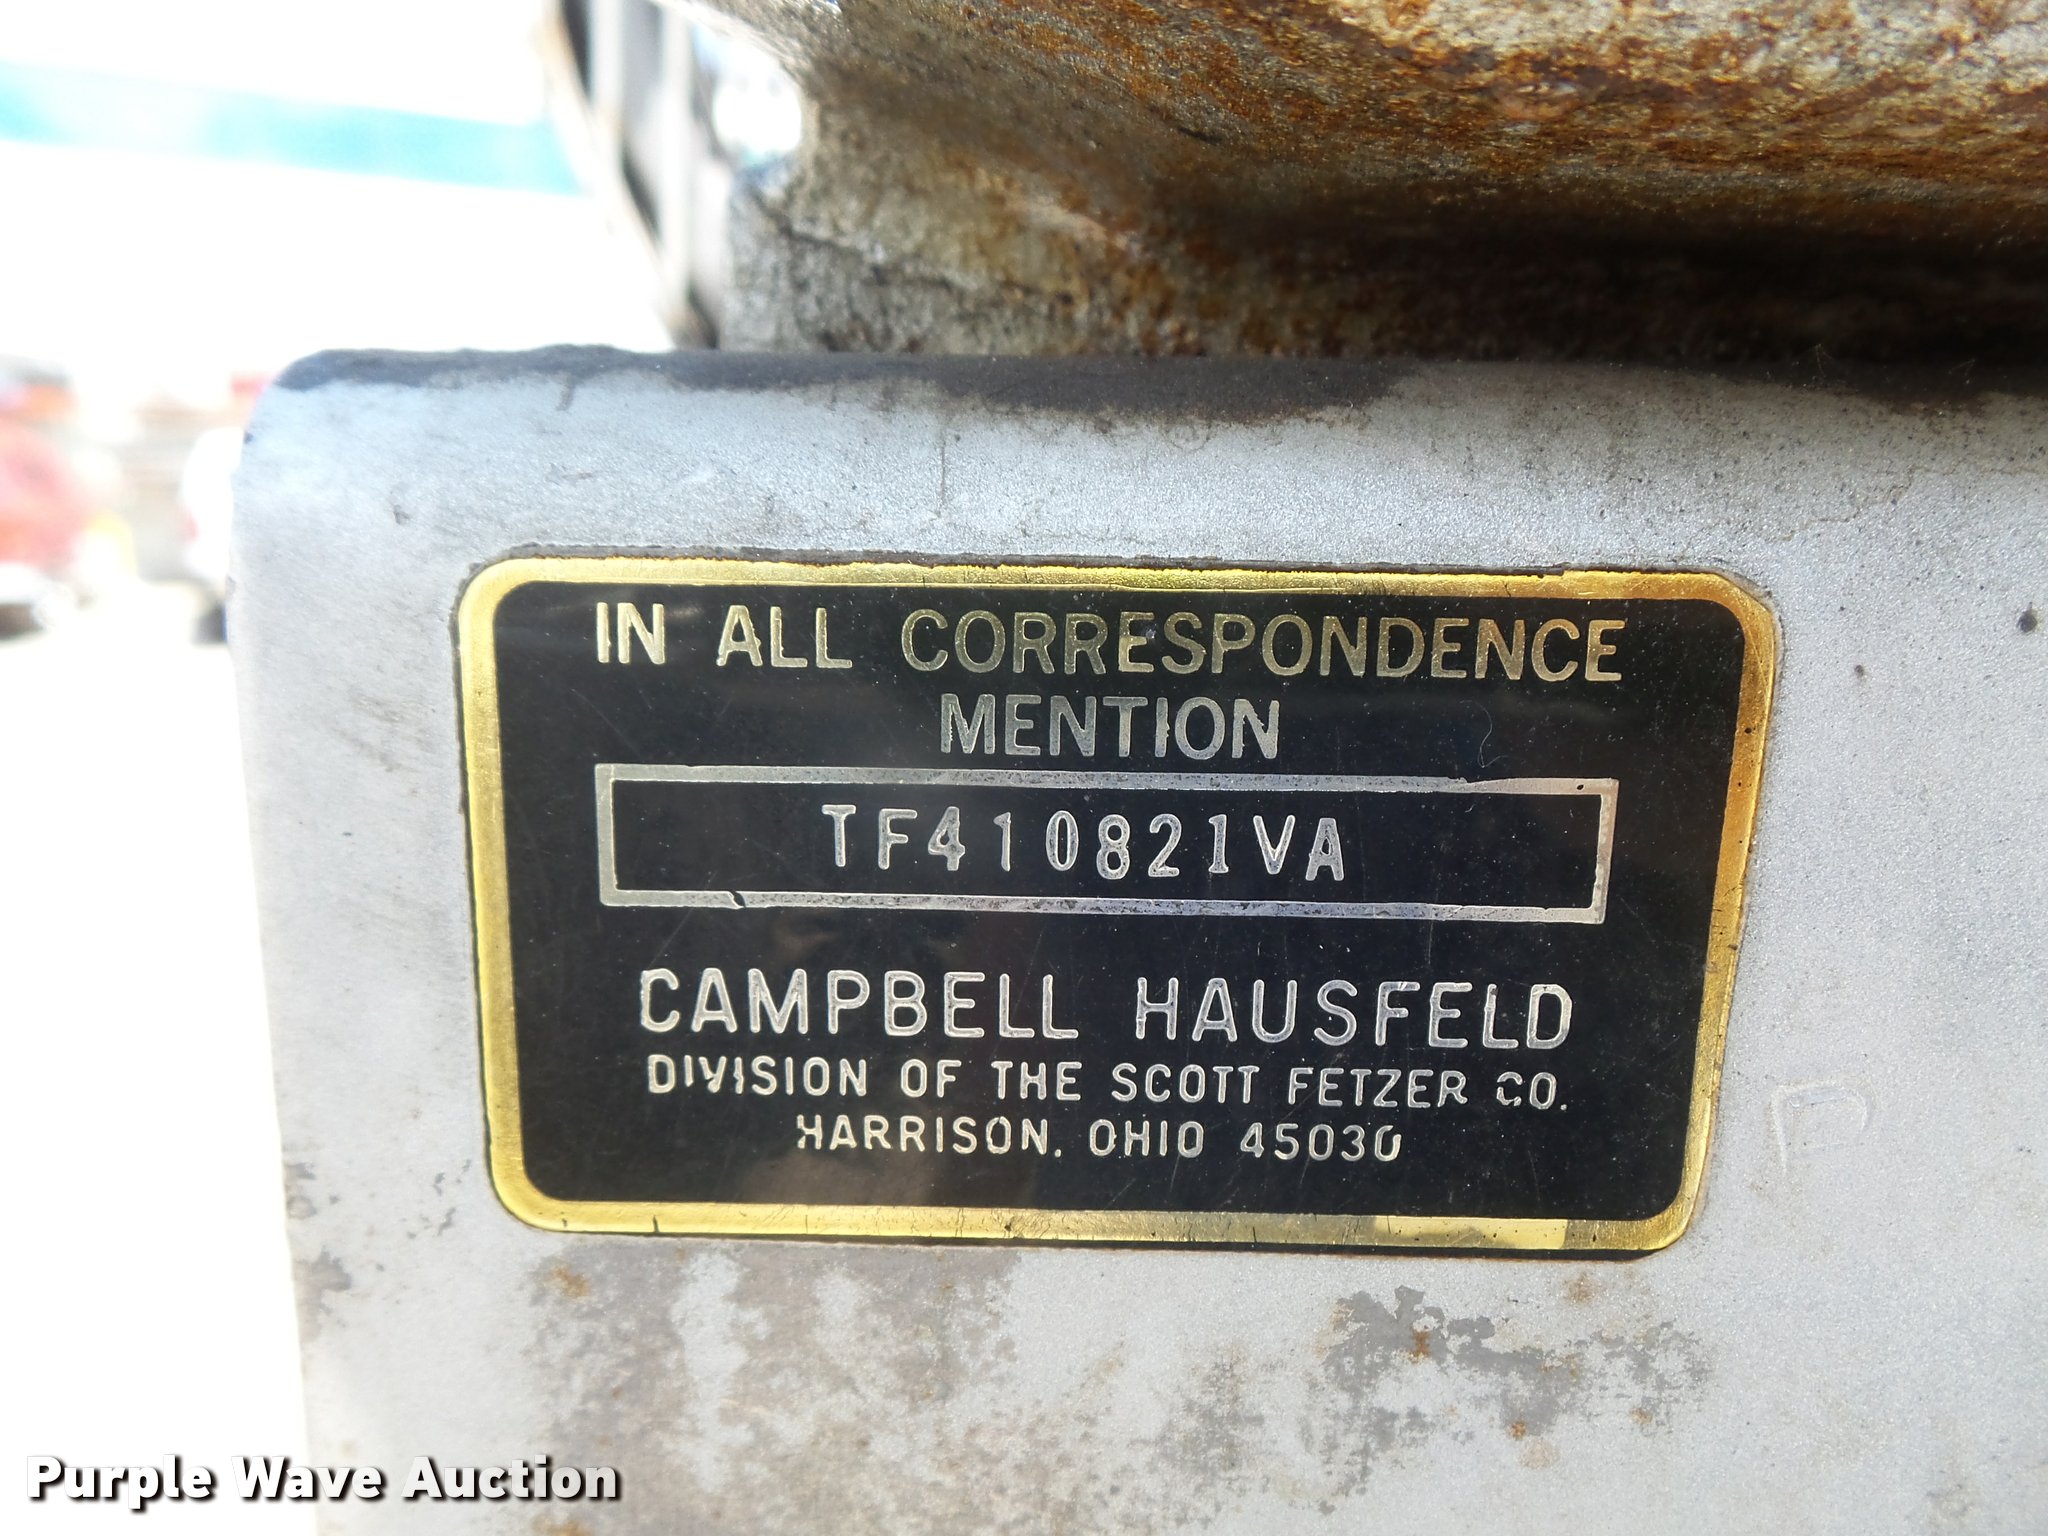 IN ALL CORRESPONDENCE
MENTION
TF410821VA
CAMPBELL HAUSFELD
DIVISION OF THE SCOTT FETZER CO.
HARRISON, OHIO 45030
Purple Wave Auction